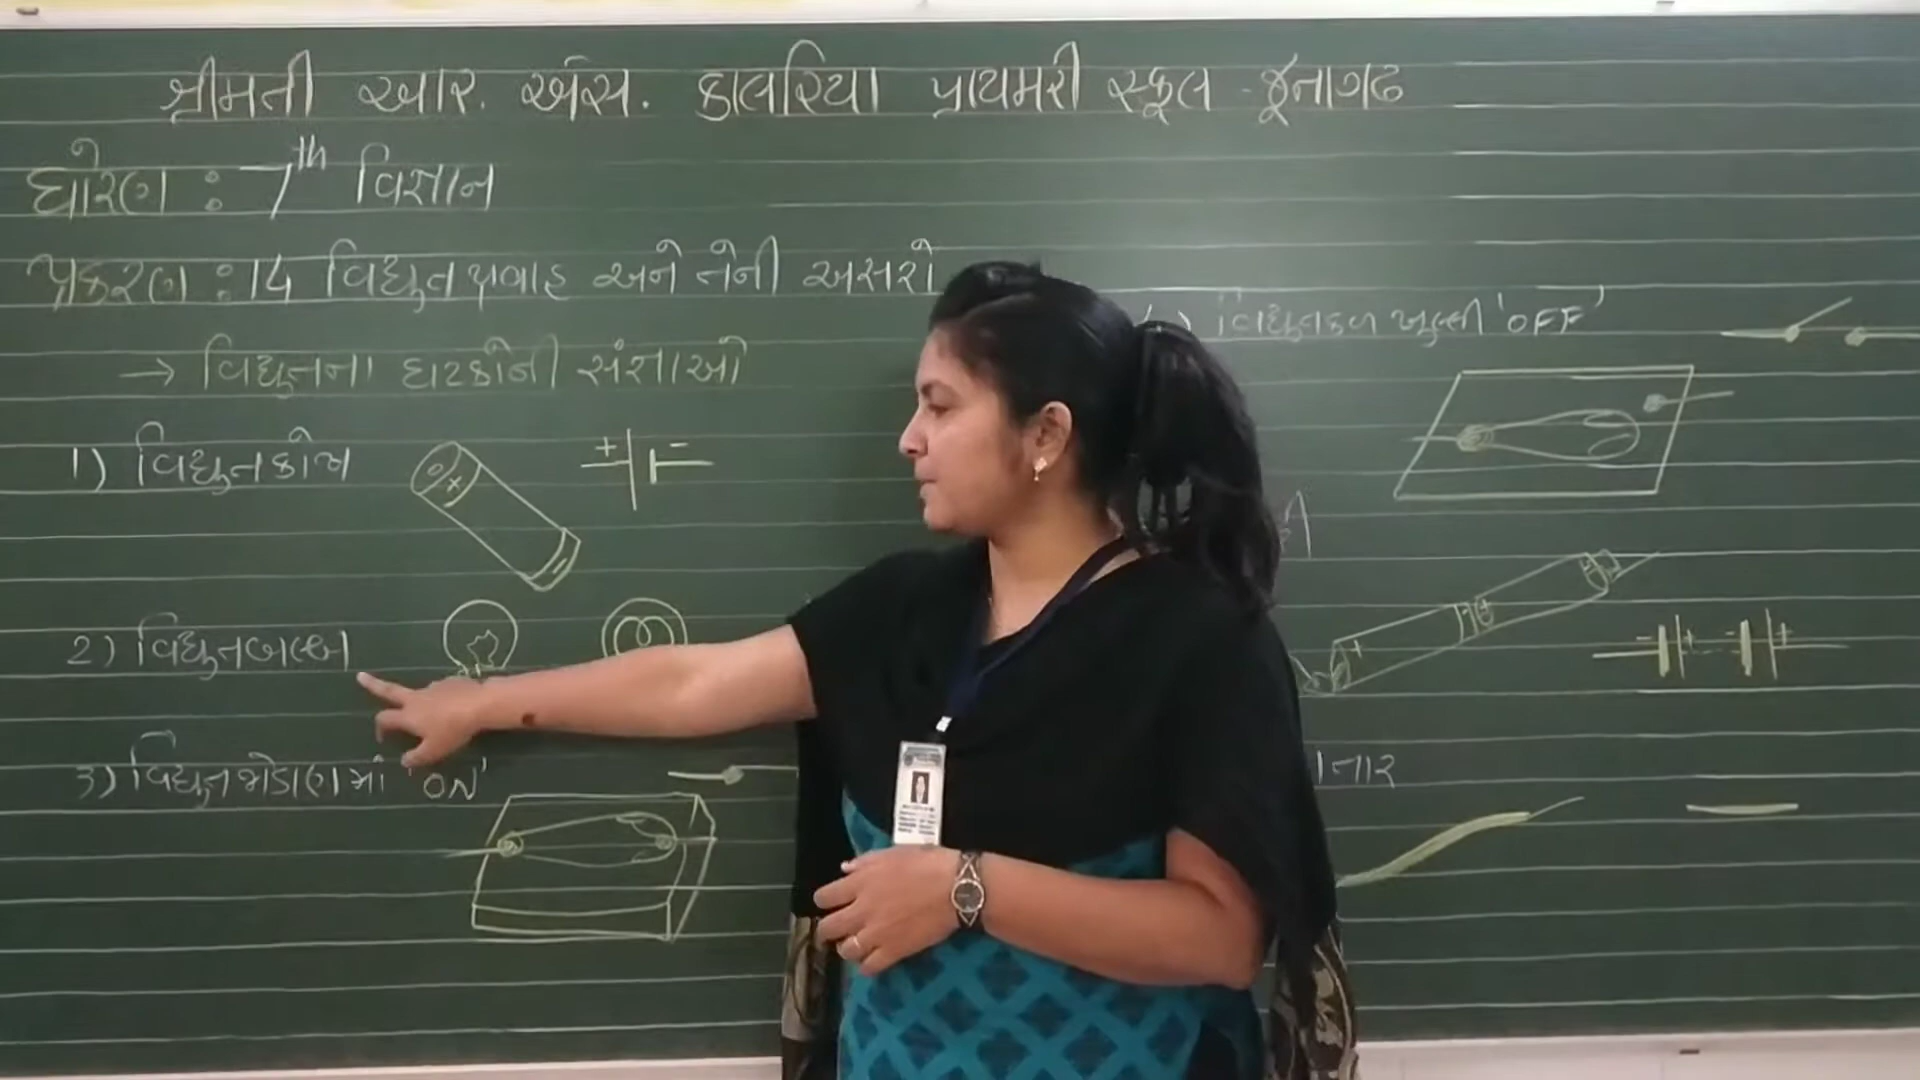 શ્રીમતી આર. એસ. કાલરિયા પ્રાયમરી સ્કૂલ - જૂનાગઢ
ધોરણ : 7th વિજ્ઞાન
પ્રકરણ : 14 વિદ્યુતપ્રવાહ અને તેની અસરો
→ વિદ્યુતના ઘટકોની સંજ્ઞાઓ
1) વિદ્યુતકોષ
+ -
2) વિદ્યુતબલ્બ
3) વિદ્યુતજોડાણમાં 'ON'
વિદ્યુતકળ ખુલ્લી 'OFF'
- + - +
તાર